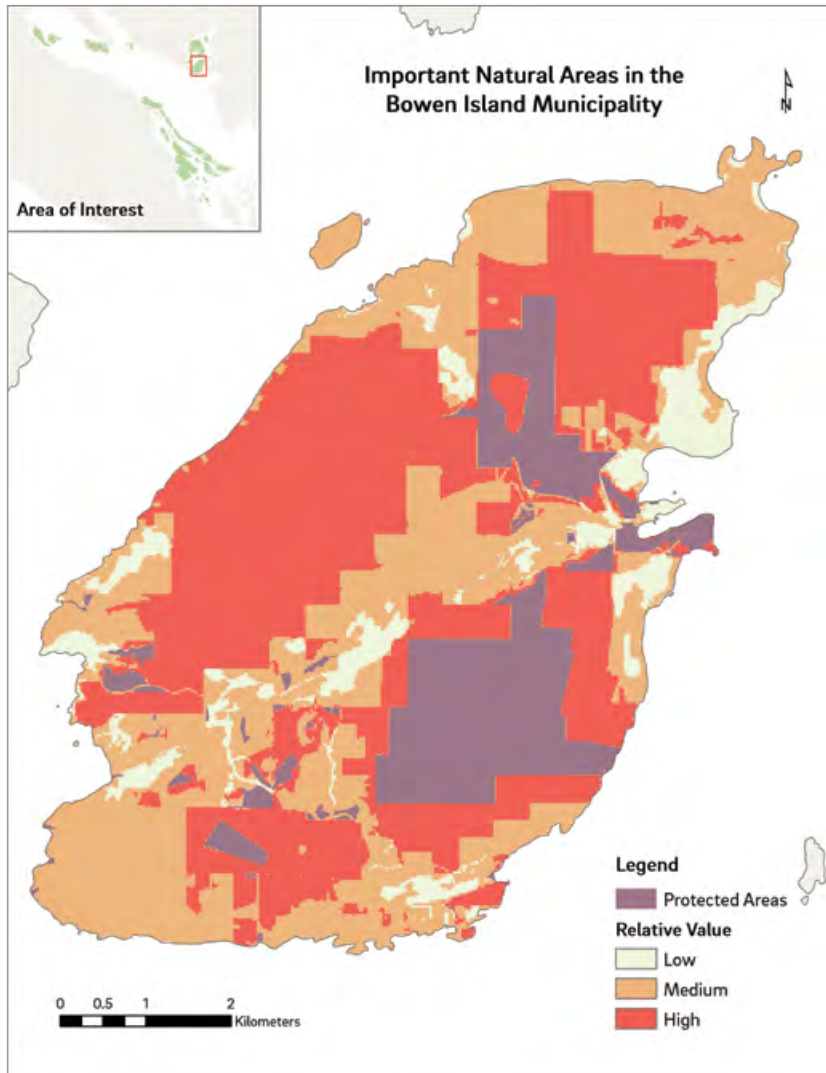 Important Natural Areas in the
Bowen Island Municipality
N
Area of Interest
Legend
Protected Areas
Relative Value
Low
Medium
High
0 0.5 1 2
Kilometers